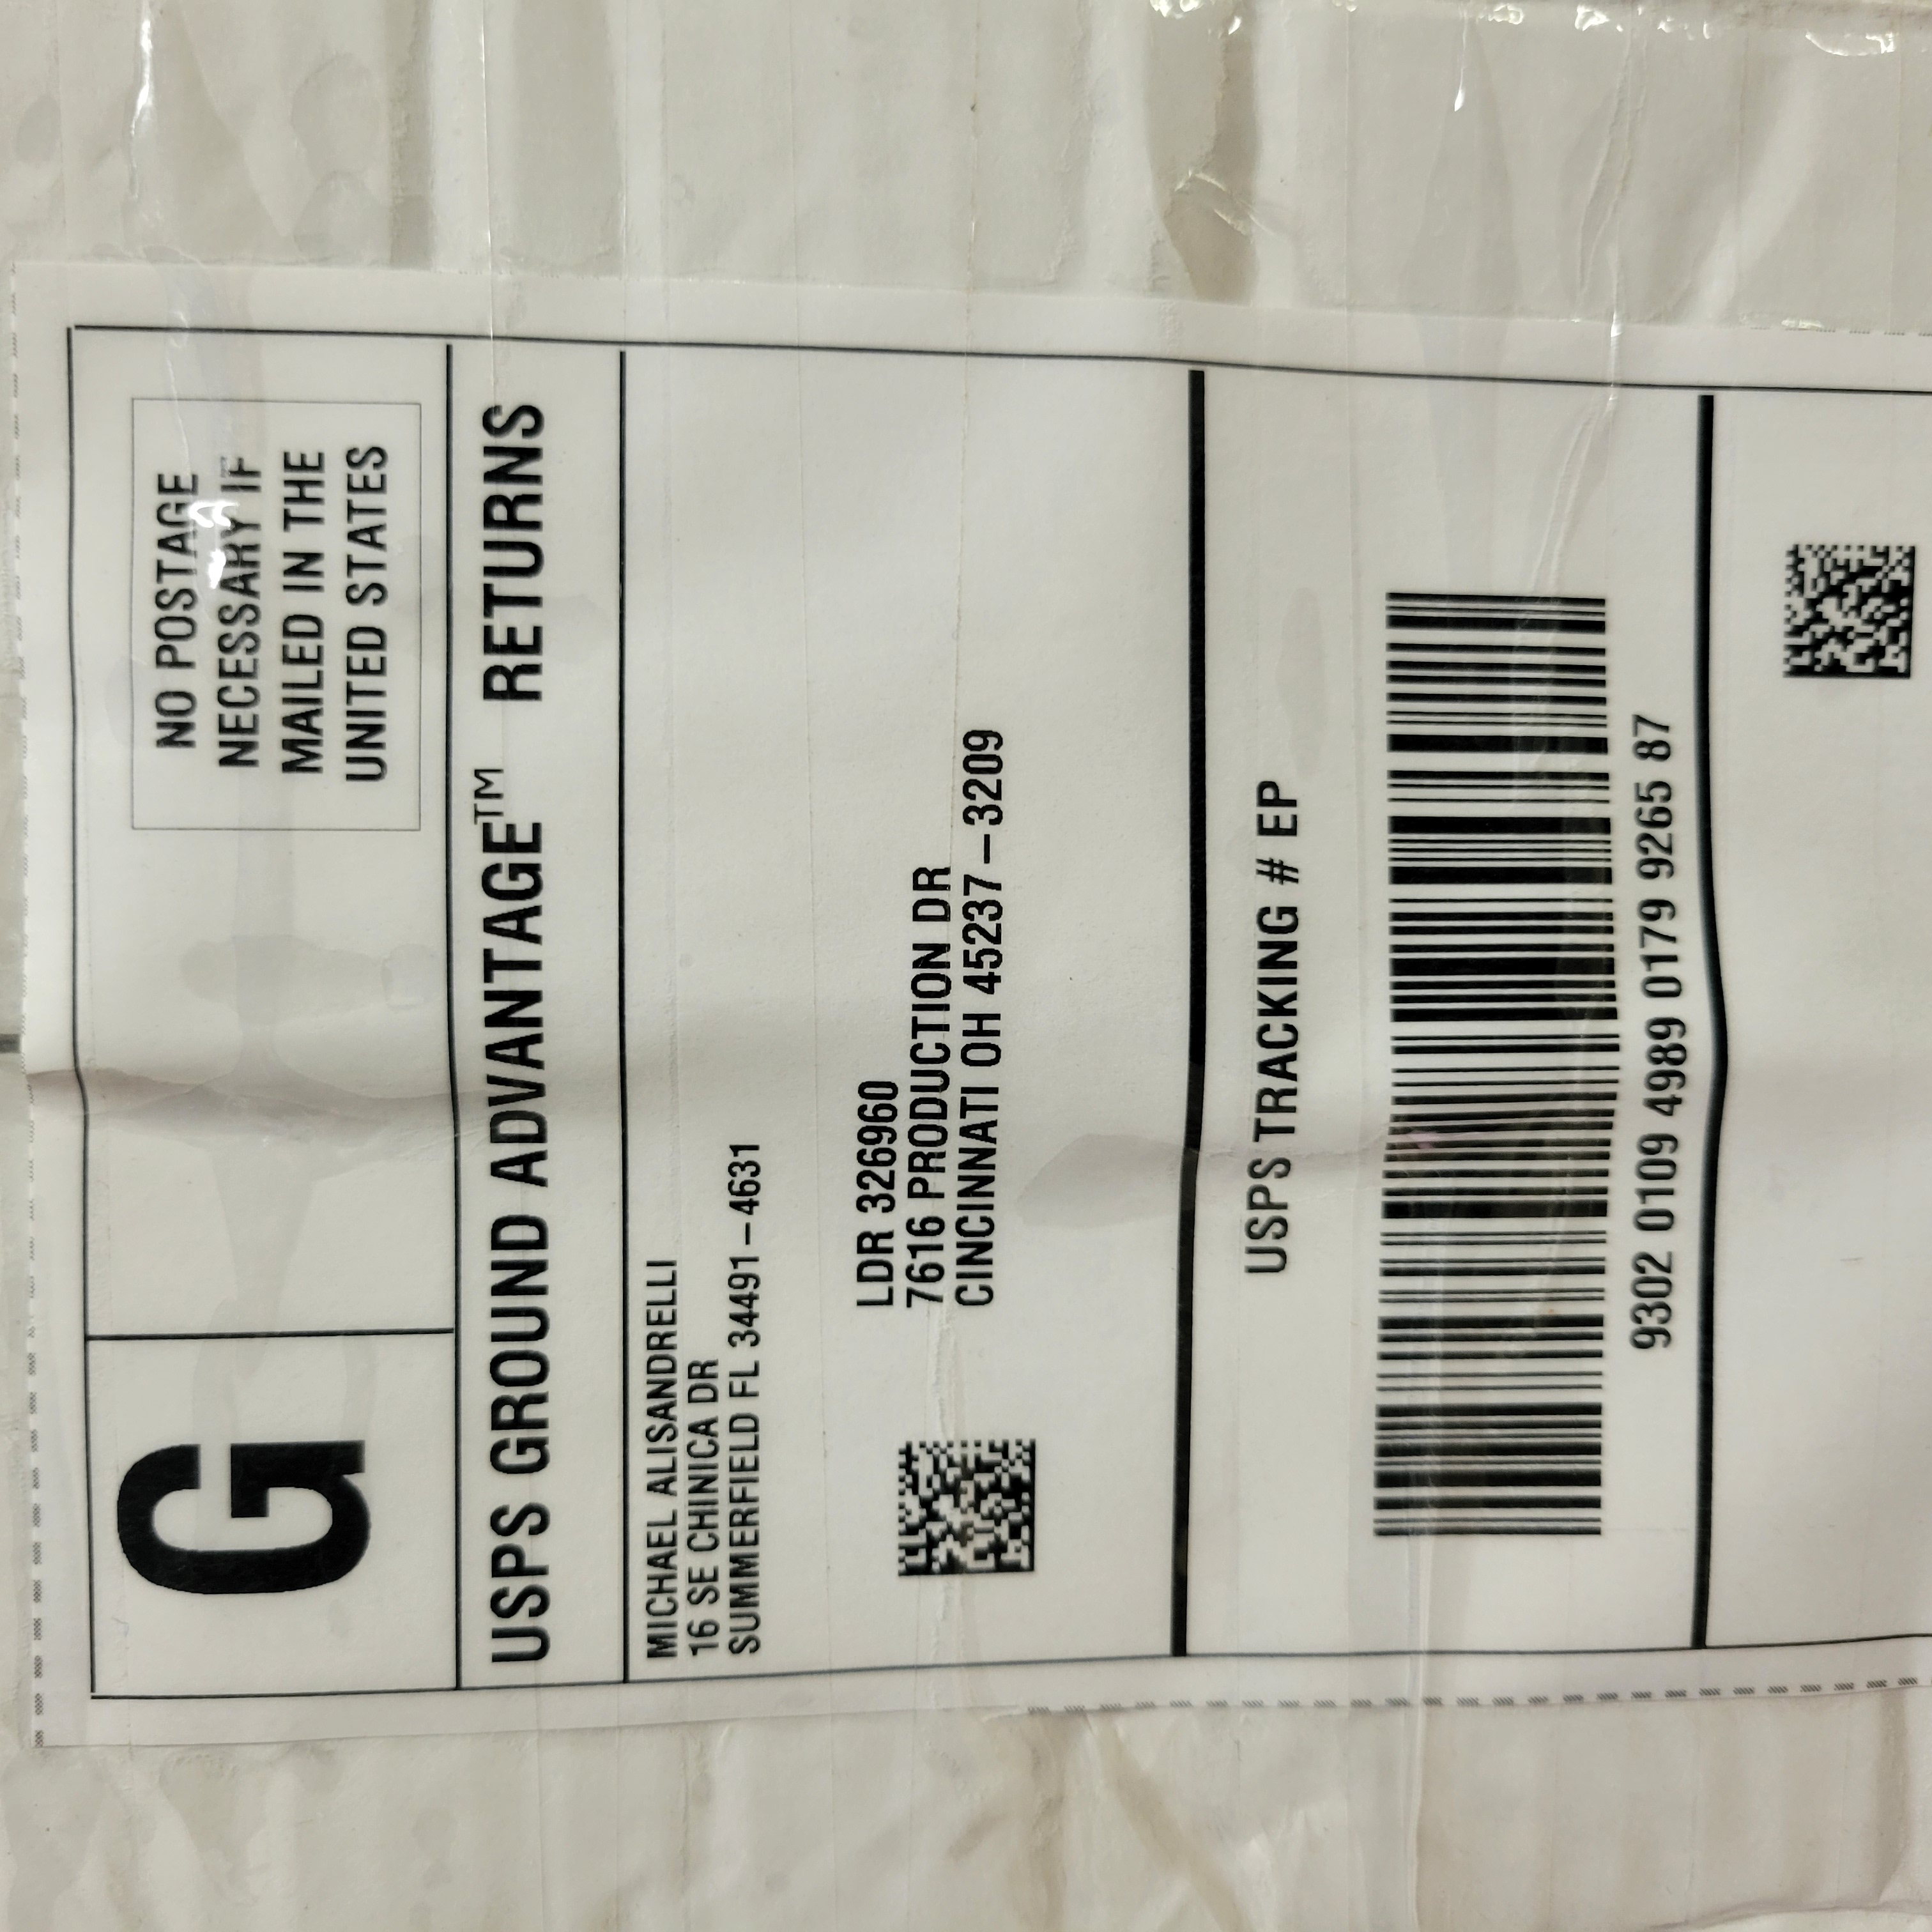 G
NO POSTAGE
NECESSARY IF
MAILED IN THE
UNITED STATES
USPS GROUND ADVANTAGE™ RETURNS
MICHAEL ALISANDRELLI
16 SE CHINICA DR
SUMMERFIELD FL 34491-4631
LDR 326960
7616 PRODUCTION DR
CINCINNATI OH 45237-3209
USPS TRACKING # EP
9302 0109 4989 0179 9265 87